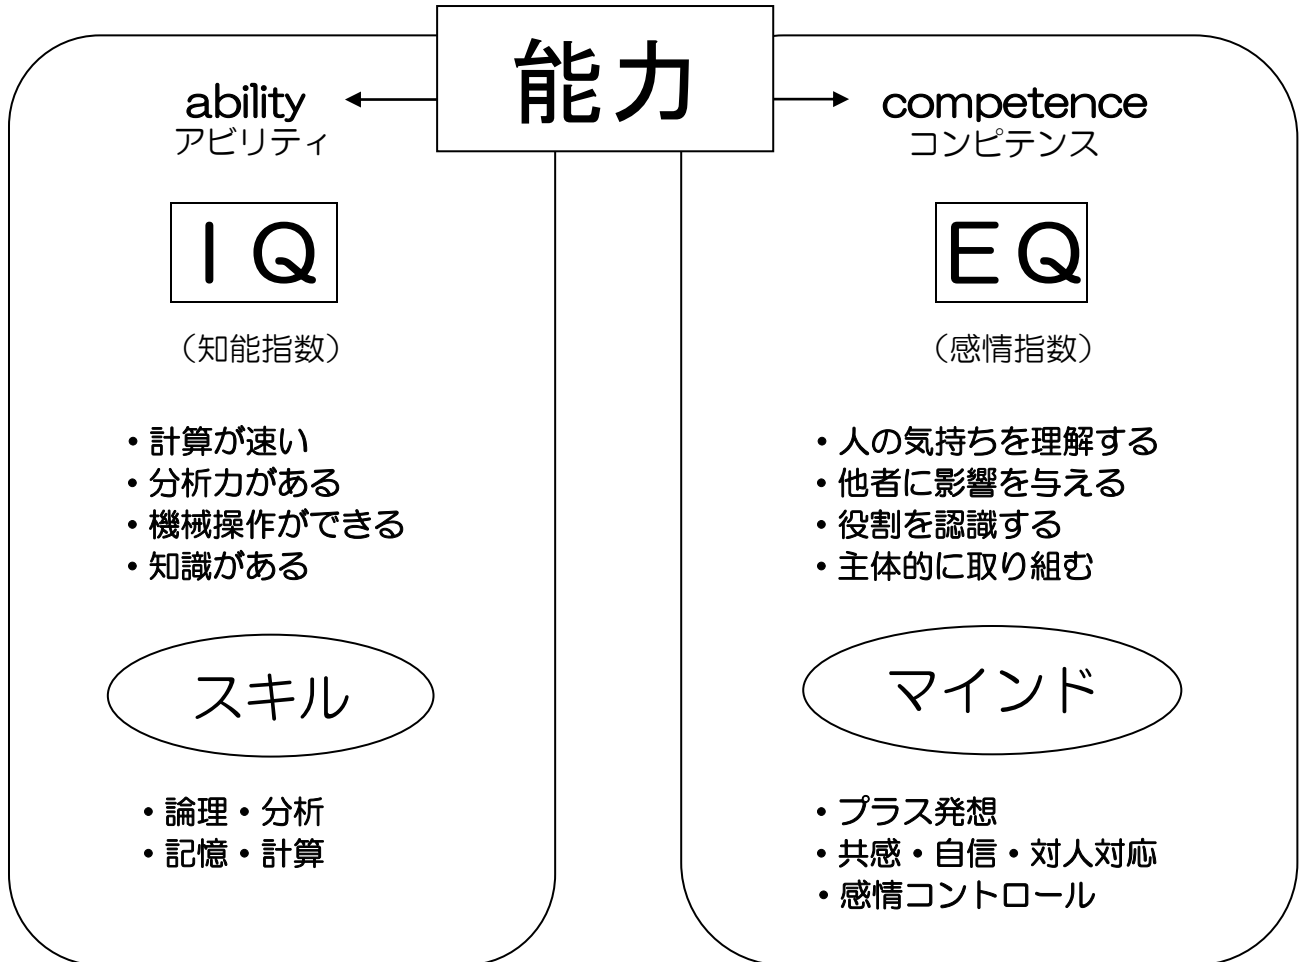 能力
ability
アビリティ
ＩＱ
（知能指数）
・計算が速い
・分析力がある
・機械操作ができる
・知識がある
スキル
・論理・分析
・記憶・計算
competence
コンピテンス
ＥＱ
（感情指数）
・人の気持ちを理解する
・他者に影響を与える
・役割を認識する
・主体的に取り組む
マインド
・プラス発想
・共感・自信・対人対応
・感情コントロール